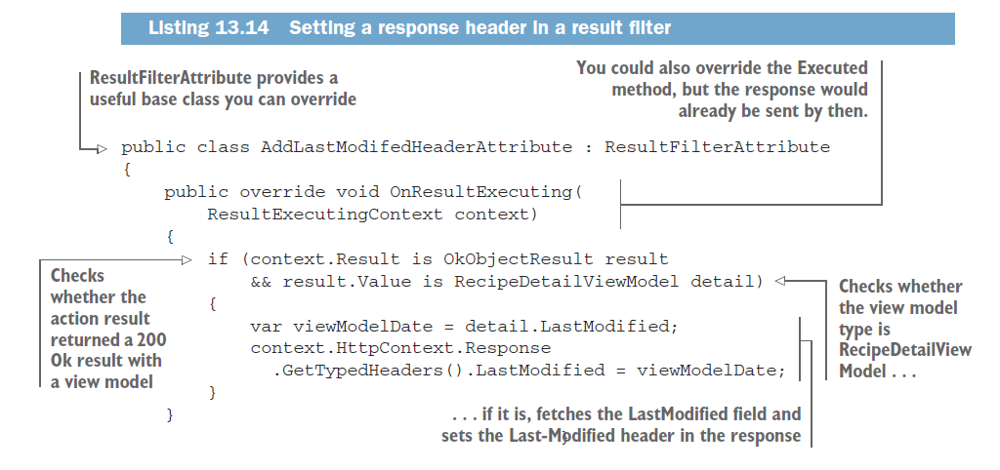 Listing 13.14 Setting a response header in a result filter
ResultFilterAttribute provides a
useful base class you can override
You could also override the Executed
method, but the response would
already be sent by then.
public class AddLastModifedHeaderAttribute : ResultFilterAttribute
{
public override void OnResultExecuting(
ResultExecutingContext context)
{
if (context.Result is OkObjectResult result
&& result.Value is RecipeDetailViewModel detail)
{
var viewModelDate = detail.LastModified;
context.HttpContext.Response
.GetTypedHeaders().LastModified = viewModelDate;
}
}
Checks
whether the
action result
returned a 200
Ok result with
a view model
Checks whether
the view model
type is
RecipeDetailView
Model . . .
. . . if it is, fetches the LastModified field and
sets the Last-Modified header in the response